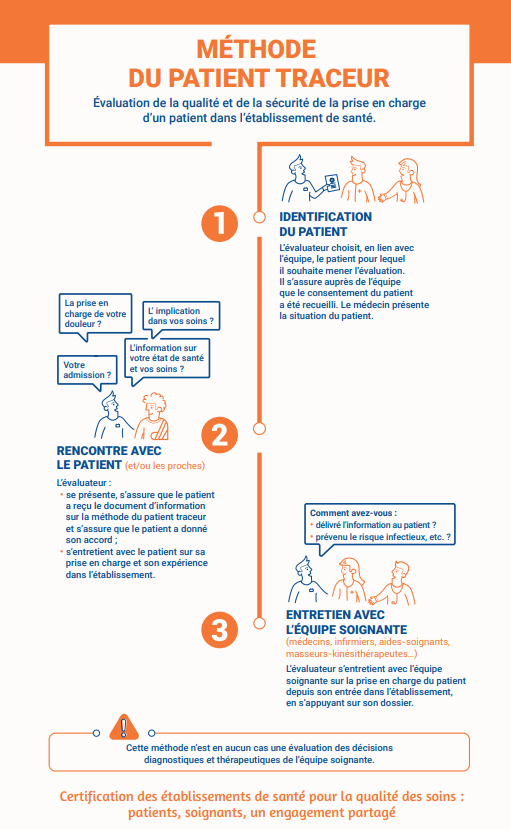 MÉTHODE
DU PATIENT TRACEUR
Évaluation de la qualité et de la sécurité de la prise en charge
d'un patient dans l'établissement de santé.
1
IDENTIFICATION
DU PATIENT
L'évaluateur choisit, en lien avec
l'équipe, le patient pour lequel
il souhaite mener l'évaluation.
Il s'assure auprès de l'équipe
que le consentement du patient
a été recueilli. Le médecin présente
la situation du patient.
La prise en
charge de votre
douleur ?
L' implication
dans vos soins ?
Votre
admission ?
L'information sur
votre état de santé
et vos soins ?
2
RENCONTRE AVEC
LE PATIENT (et/ou les proches)
L'évaluateur :
• se présente, s'assure que le patient
a reçu le document d'information
sur la méthode du patient traceur
et s'assure que le patient a donné
son accord ;
• s'entretient avec le patient sur sa
prise en charge et son expérience
dans l'établissement.
Comment avez-vous :
• délivré l'information au patient ?
• prévenu le risque infectieux, etc. ?
3
ENTRETIEN AVEC
L'ÉQUIPE SOIGNANTE
(médecins, infirmiers, aides-soignants,
masseurs-kinésithérapeutes...)
L'évaluateur s'entretient avec l'équipe
soignante sur la prise en charge du patient
depuis son entrée dans l'établissement,
en s'appuyant sur son dossier.
!
Cette méthode n'est en aucun cas une évaluation des décisions
diagnostiques et thérapeutiques de l'équipe soignante.
Certification des établissements de santé pour la qualité des soins :
patients, soignants, un engagement partagé